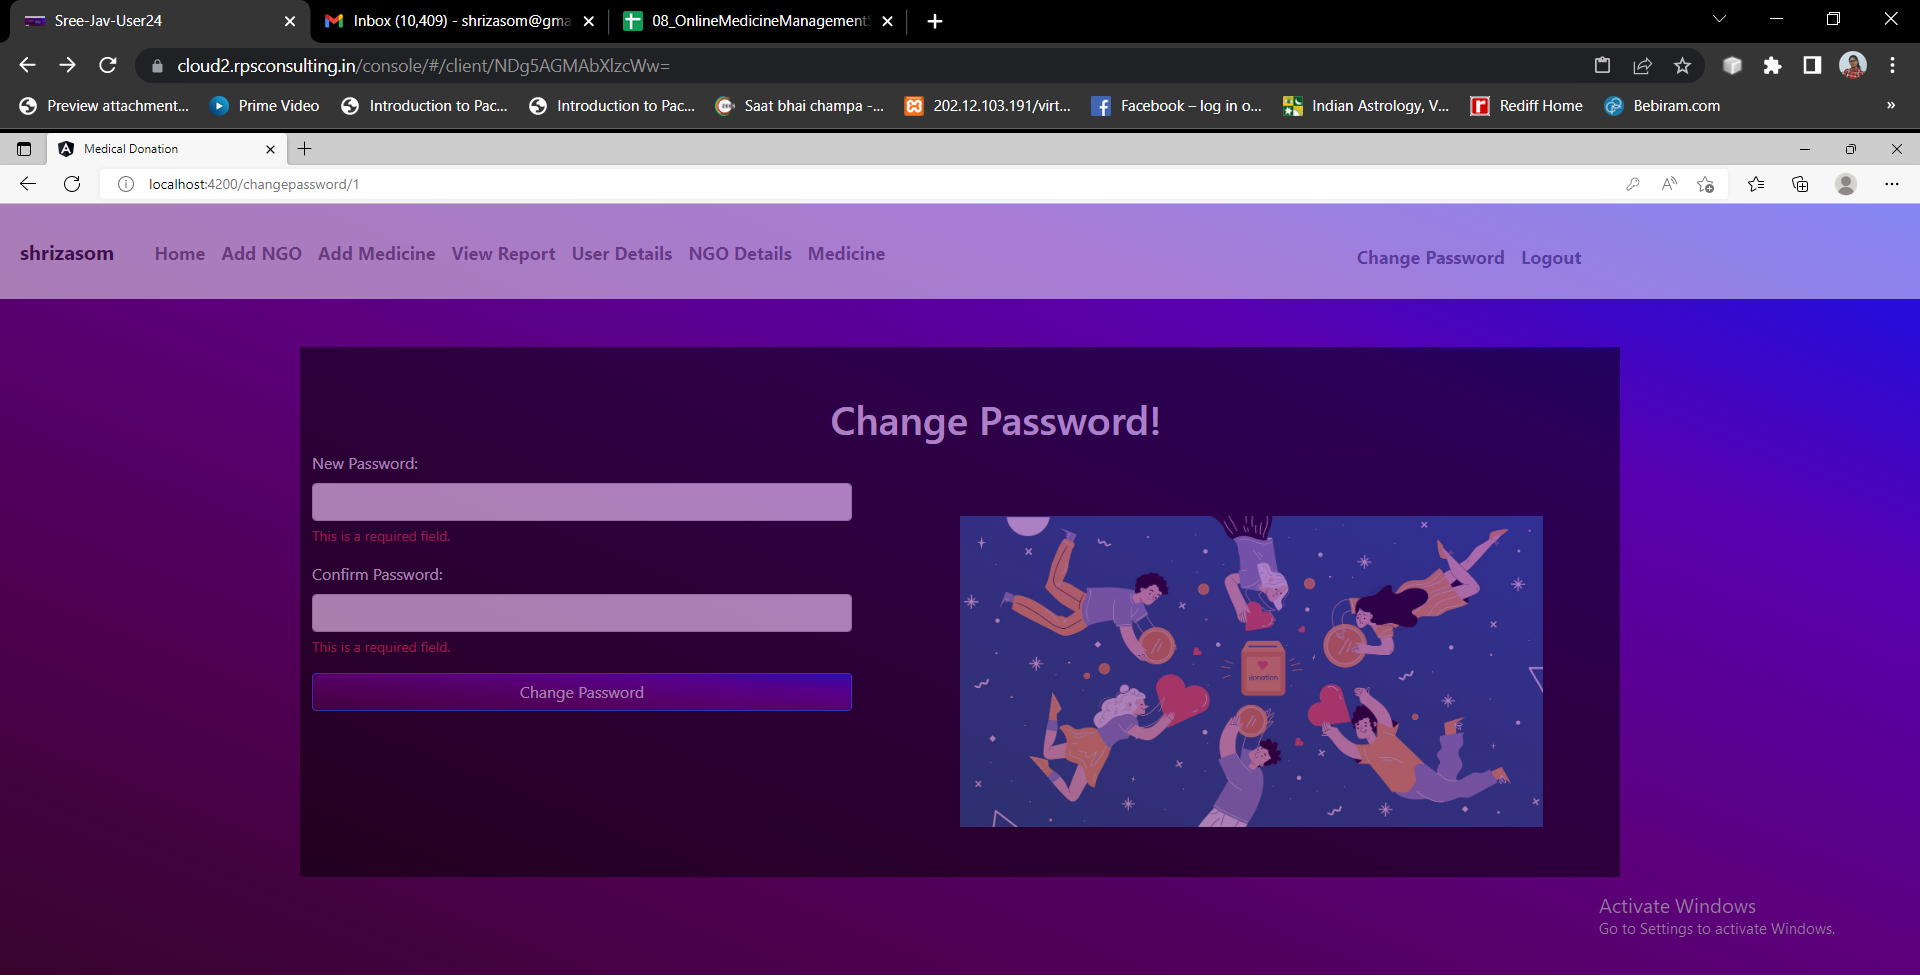 Sree-Jav-User24
Inbox (10,409) - shrizasom@gma
08_OnlineMedicineManagementS
cloud2.rpsconsulting.in/console/#/client/NDg5AGMAbXlzcWw=
Preview attachment...
Prime Video
Introduction to Pac...
Introduction to Pac...
Saat bhai champa -...
202.12.103.191/virt...
Facebook – log in o...
Indian Astrology, V...
Rediff Home
Bebiram.com
»
Medical Donation
localhost:4200/changepassword/1
shrizasom
Home
Add NGO
Add Medicine
View Report
User Details
NGO Details
Medicine
Change Password
Logout
Change Password!
New Password:
This is a required field.
Confirm Password:
This is a required field.
Change Password
donation
Activate Windows
Go to Settings to activate Windows.